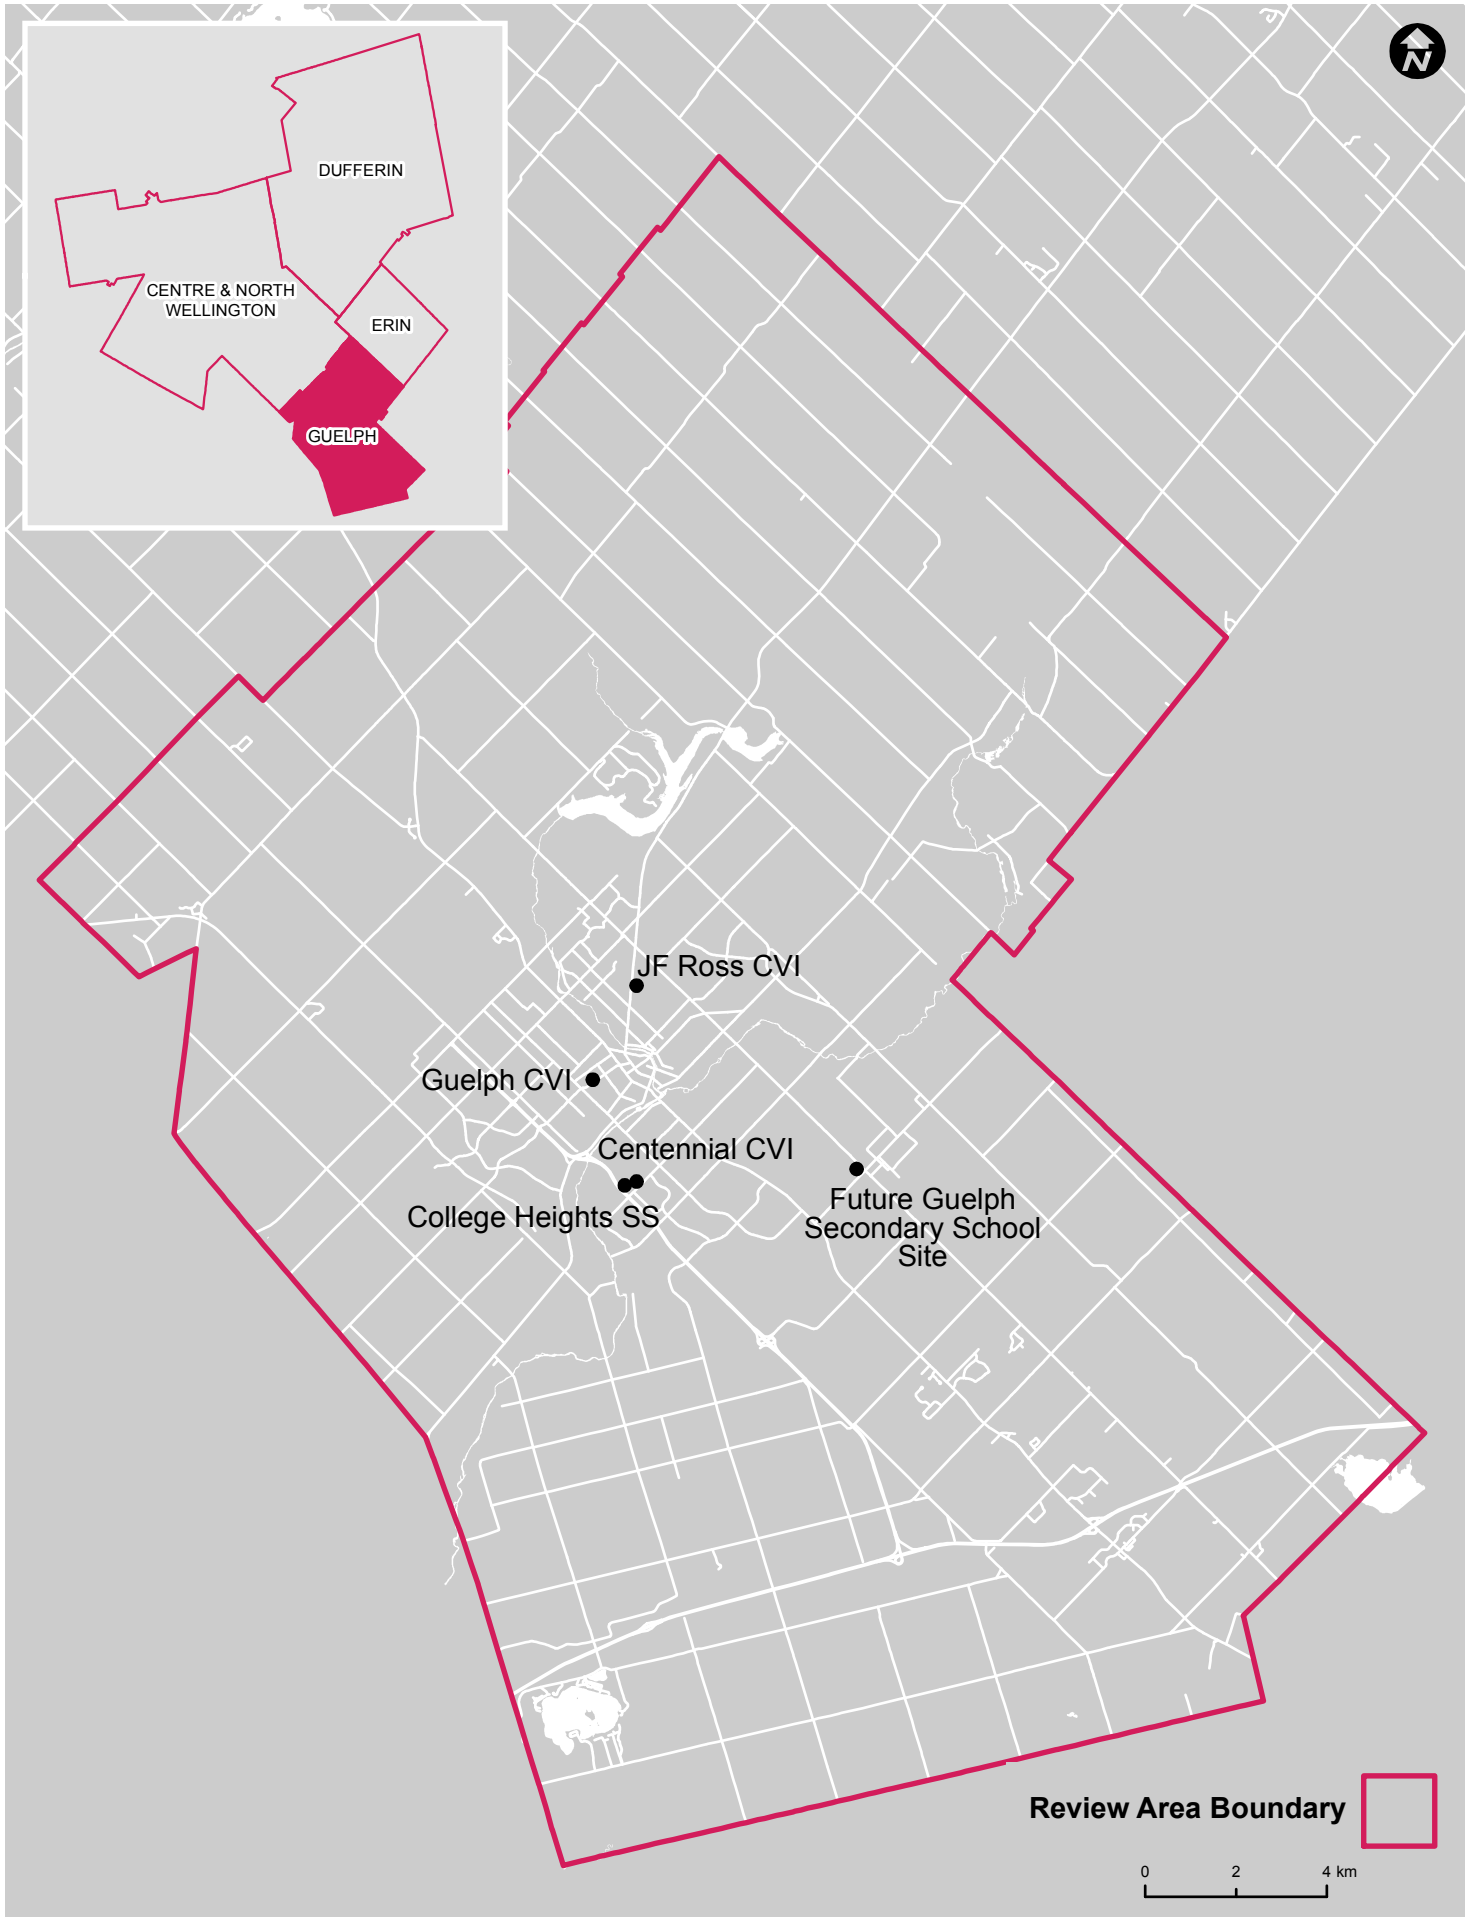 N
DUFFERIN
CENTRE & NORTH
WELLINGTON
ERIN
GUELPH
JF Ross CVI
Guelph CVI
Centennial CVI
College Heights SS
Future Guelph
Secondary School
Site
Review Area Boundary
0 2 4 km